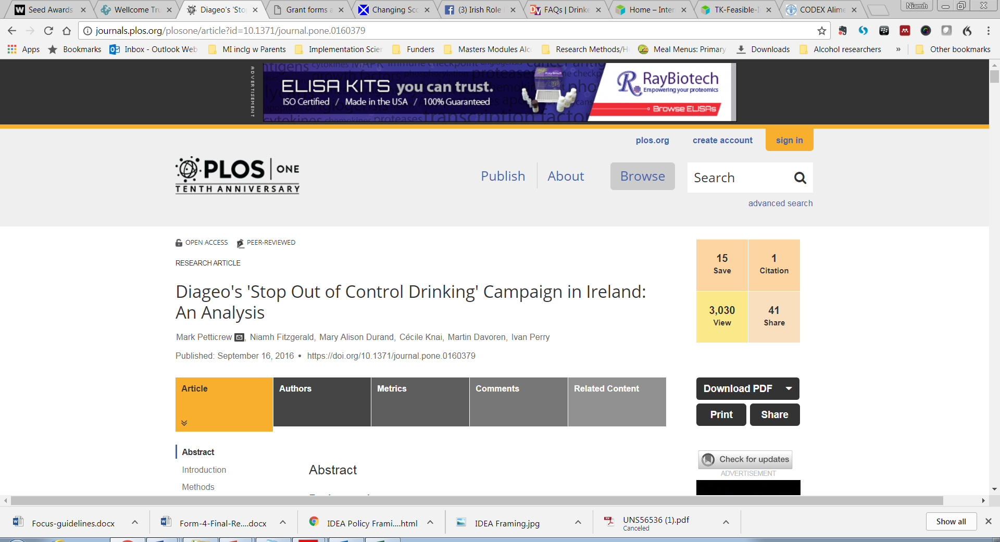 Seed Awards
Wellcome Tru
Diageo's 'Stop
Grant forms a
Changing Sco
(3) Irish Role
FAQs | Drinke
Home – Inter
TK-Feasible-I
CODEX Alime
Niamh
journals.plos.org/plosone/article?id=10.1371/journal.pone.0160379
Apps
Bookmarks
Inbox - Outlook Web
MI inclg w Parents
Implementation Scien
Funders
Masters Modules Alco
Research Methods/H
Meal Menus: Primary
Downloads
Alcohol researchers
»
Other bookmarks
ADVERTISEMENT
ELISA KITS you can trust.
ISO Certified / Made in the USA / 100% Guaranteed
RayBiotech
Empowering your proteomics
Browse ELISAs
plos.org
create account
sign in
PLOS | ONE
TENTH ANNIVERSARY
Publish
About
Browse
Search
advanced search
OPEN ACCESS
PEER-REVIEWED
RESEARCH ARTICLE
Diageo's 'Stop Out of Control Drinking' Campaign in Ireland:
An Analysis
Mark Petticrew, Niamh Fitzgerald, Mary Alison Durand, Cécile Knai, Martin Davoren, Ivan Perry
Published: September 16, 2016 • https://doi.org/10.1371/journal.pone.0160379
15
Save
1
Citation
3,030
View
41
Share
Article
Authors
Metrics
Comments
Related Content
Download PDF
Print
Share
Abstract
Introduction
Methods
Abstract
Check for updates
ADVERTISEMENT
Focus-guidelines.docx
Form-4-Final-Re....docx
IDEA Policy Frami....html
IDEA Framing.jpg
UNS56536 (1).pdf
Canceled
Show all